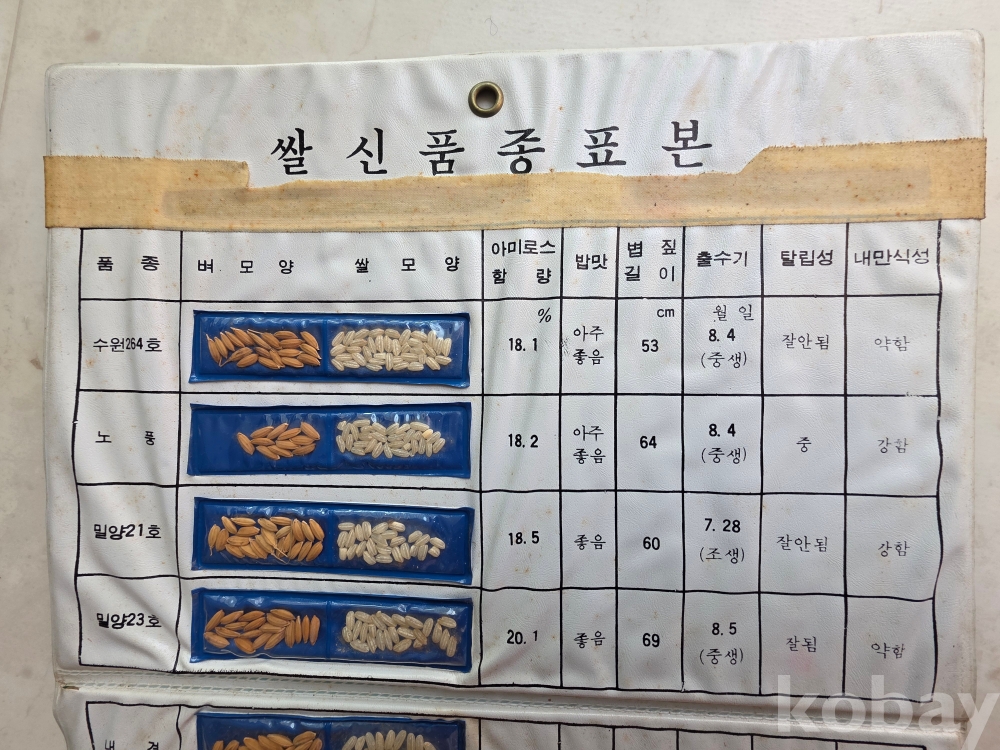 쌀신품종표본
품 종 벼 모 양 쌀 모 양 아미로스 함 량 밥맛 볍 짚 길 이 출수기 탈립성 내만식성
% cm 월 일
수원264호 18.1 아주 좋음 53 8. 4 (중생) 잘안됨 약함
노 풍 18.2 아주 좋음 64 8. 4 (중생) 중 강함
밀양21호 18.5 좋음 60 7. 28 (조생) 잘안됨 강함
밀양23호 20.1 좋음 69 8. 5 (중생) 잘됨 약함
kobay